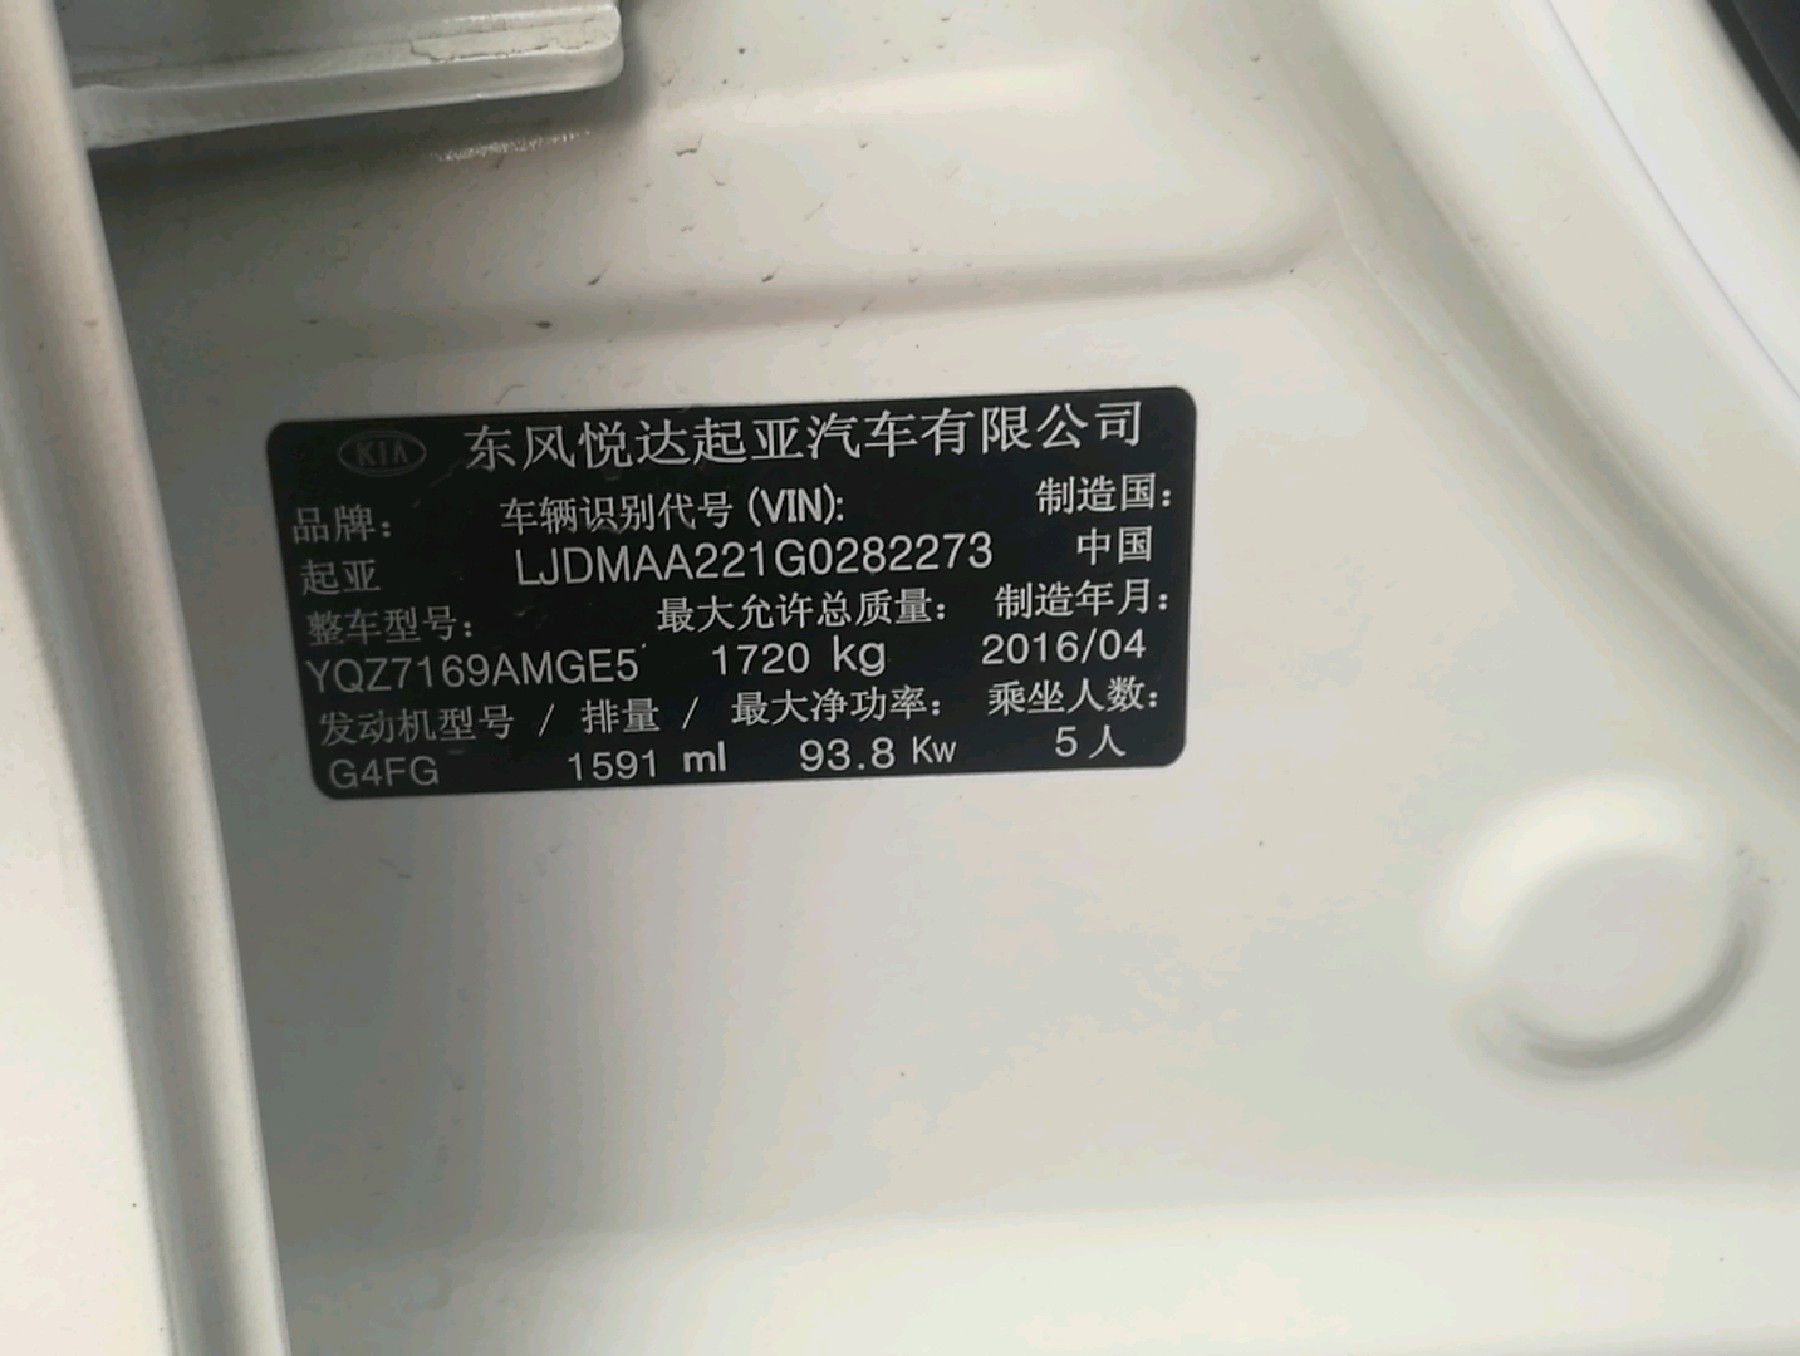 KIA 东风悦达起亚汽车有限公司
品牌: 车辆识别代号 (VIN): 制造国:
起亚 LJDMAA221G0282273 中国
整车型号: 最大允许总质量: 制造年月:
YQZ7169AMGE5 1720 kg 2016/04
发动机型号 / 排量 / 最大净功率: 乘坐人数:
G4FG 1591 ml 93.8 Kw 5人